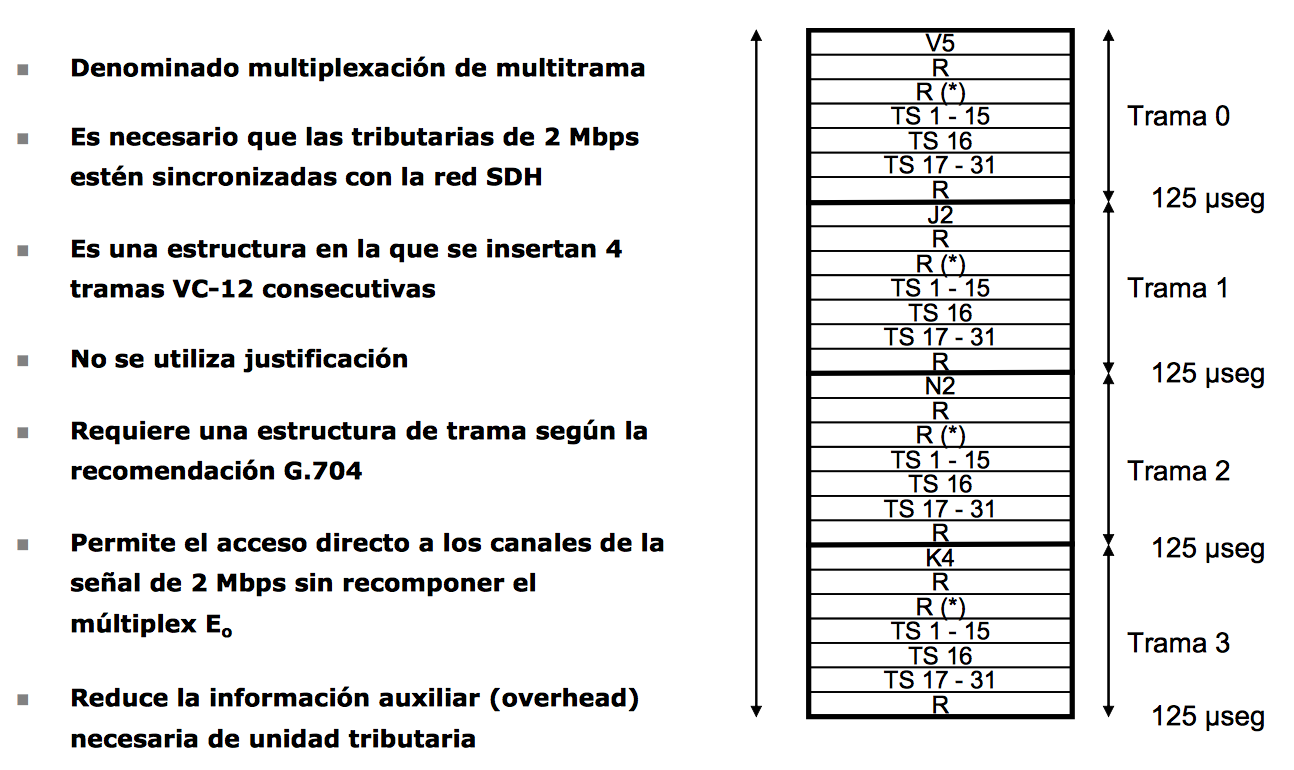 Denominado multiplexación de multitrama
Es necesario que las tributarias de 2 Mbps
estén sincronizadas con la red SDH
Es una estructura en la que se insertan 4
tramas VC-12 consecutivas
No se utiliza justificación
Requiere una estructura de trama según la
recomendación G.704
Permite el acceso directo a los canales de la
señal de 2 Mbps sin recomponer el
múltiplex Eo
Reduce la información auxiliar (overhead)
necesaria de unidad tributaria
V5
R
R (*)
TS 1 - 15
TS 16
TS 17 - 31
R
Trama 0
125 µseg
J2
R
R (*)
TS 1 - 15
TS 16
TS 17 - 31
R
Trama 1
125 µseg
N2
R
R (*)
TS 1 - 15
TS 16
TS 17 - 31
R
Trama 2
125 µseg
K4
R
R (*)
TS 1 - 15
TS 16
TS 17 - 31
R
Trama 3
125 µseg